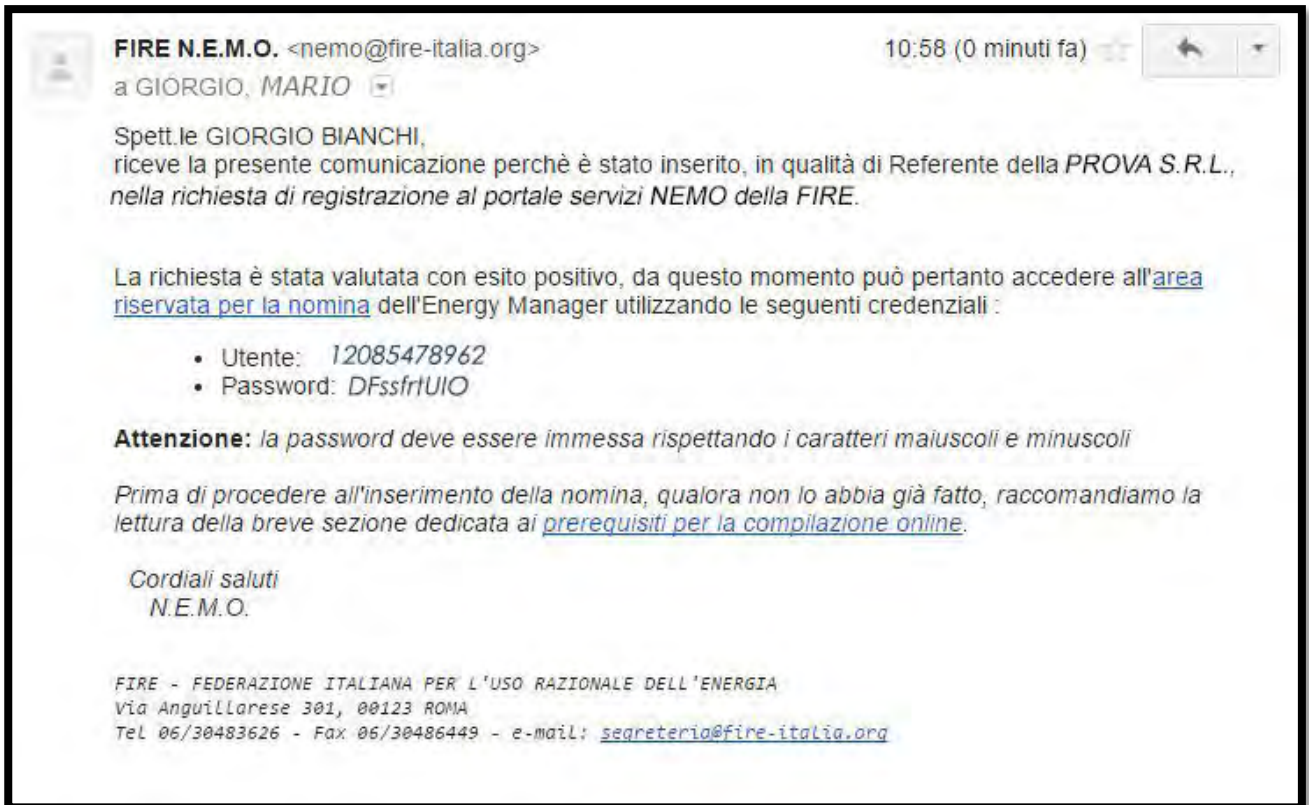 FIRE N.E.M.O. <nemo@fire-italia.org> 10:58 (0 minuti fa)
a GIORGIO, MARIO
Spett.le GIORGIO BIANCHI,
riceve la presente comunicazione perchè è stato inserito, in qualità di Referente della PROVA S.R.L.,
nella richiesta di registrazione al portale servizi NEMO della FIRE.
La richiesta è stata valutata con esito positivo, da questo momento può pertanto accedere all'area
riservata per la nomina dell'Energy Manager utilizzando le seguenti credenziali :
• Utente: 12085478962
• Password: DFssfrtUIO
Attenzione: la password deve essere immessa rispettando i caratteri maiuscoli e minuscoli
Prima di procedere all'inserimento della nomina, qualora non lo abbia già fatto, raccomandiamo la
lettura della breve sezione dedicata ai prerequisiti per la compilazione online.
Cordiali saluti
N.E.M.O.
FIRE - FEDERAZIONE ITALIANA PER L'USO RAZIONALE DELL'ENERGIA
Via Anguillarese 301, 00123 ROMA
Tel 06/30483626 - Fax 06/30486449 - e-mail: segreteria@fire-italia.org